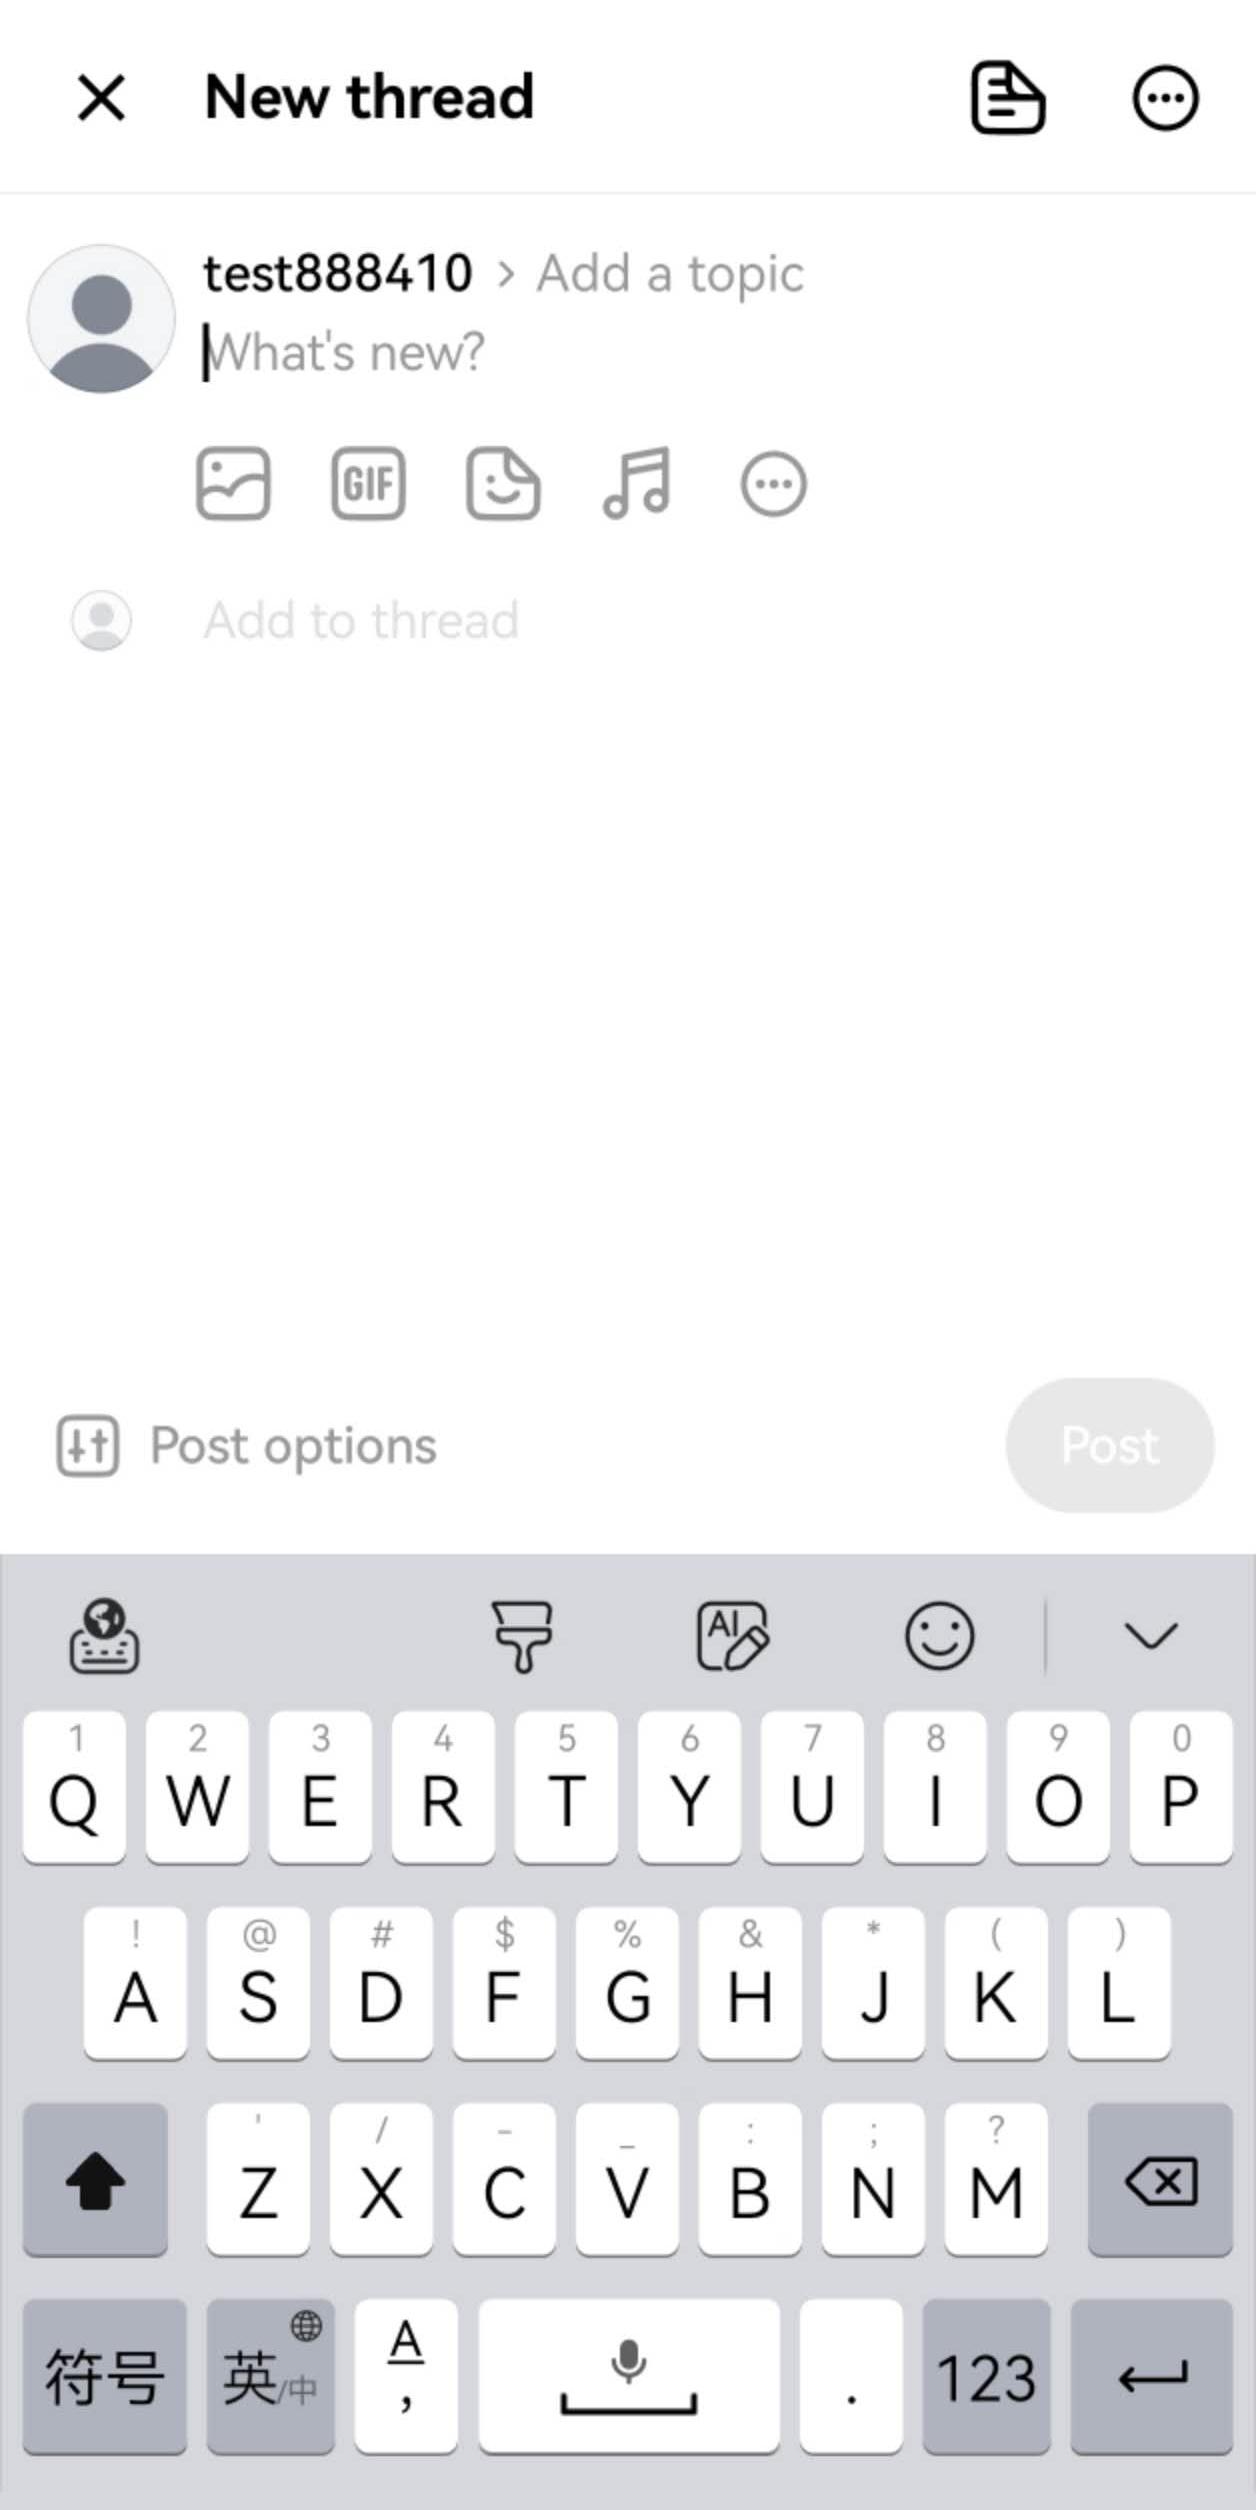 New thread
test888410 > Add a topic
What's new?
GIF
Add to thread
Post options
Post
AI
1 2 3 4 5 6 7 8 9 0
Q W E R T Y U I O P
! @ # $ % & * ( )
A S D F G H J K L
' / - _ : ; ?
Z X C V B N M
符号 英/中 A , . 123